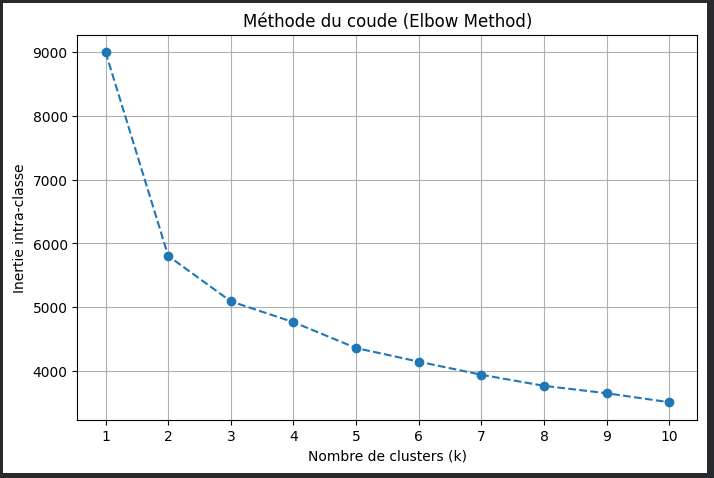 Méthode du coude (Elbow Method)
9000
8000
7000
6000
5000
4000
Inertie intra-classe
1 2 3 4 5 6 7 8 9 10
Nombre de clusters (k)